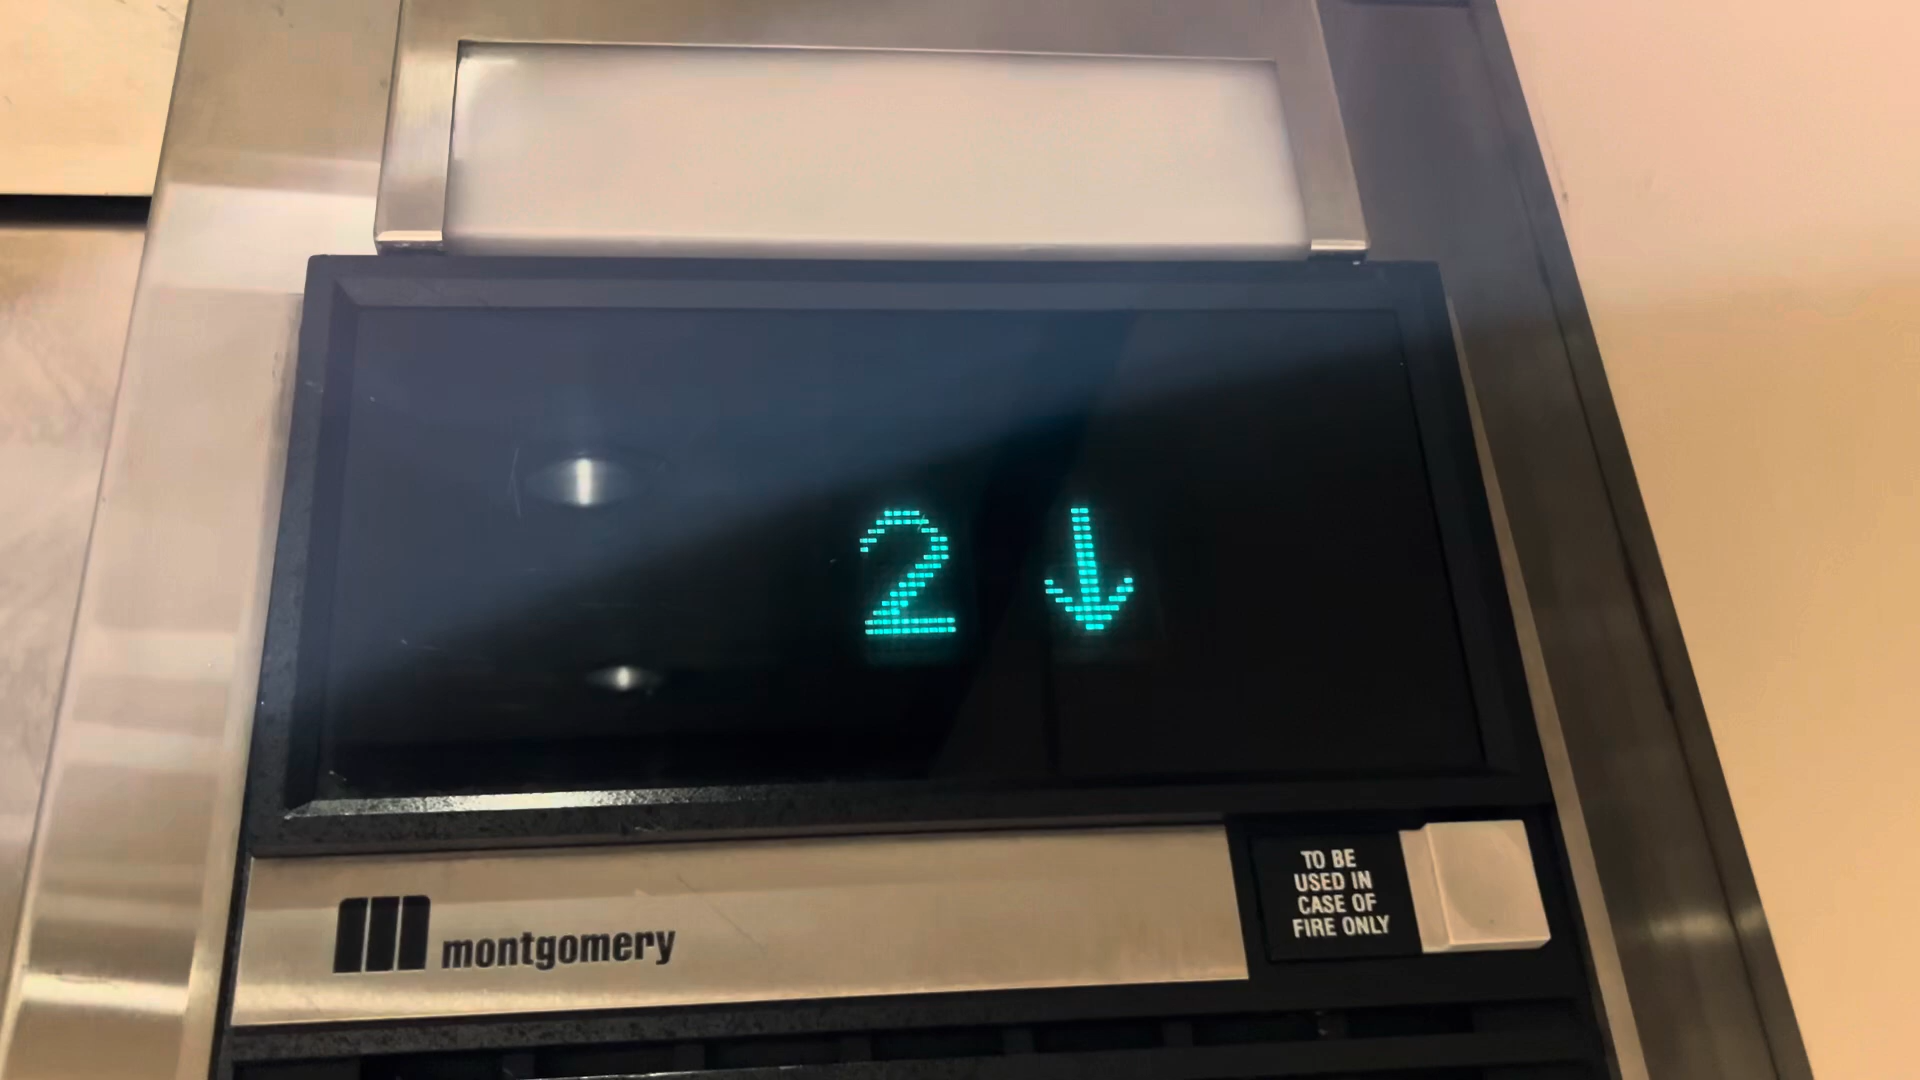 2 ↓
montgomery
TO BE
USED IN
CASE OF
FIRE ONLY